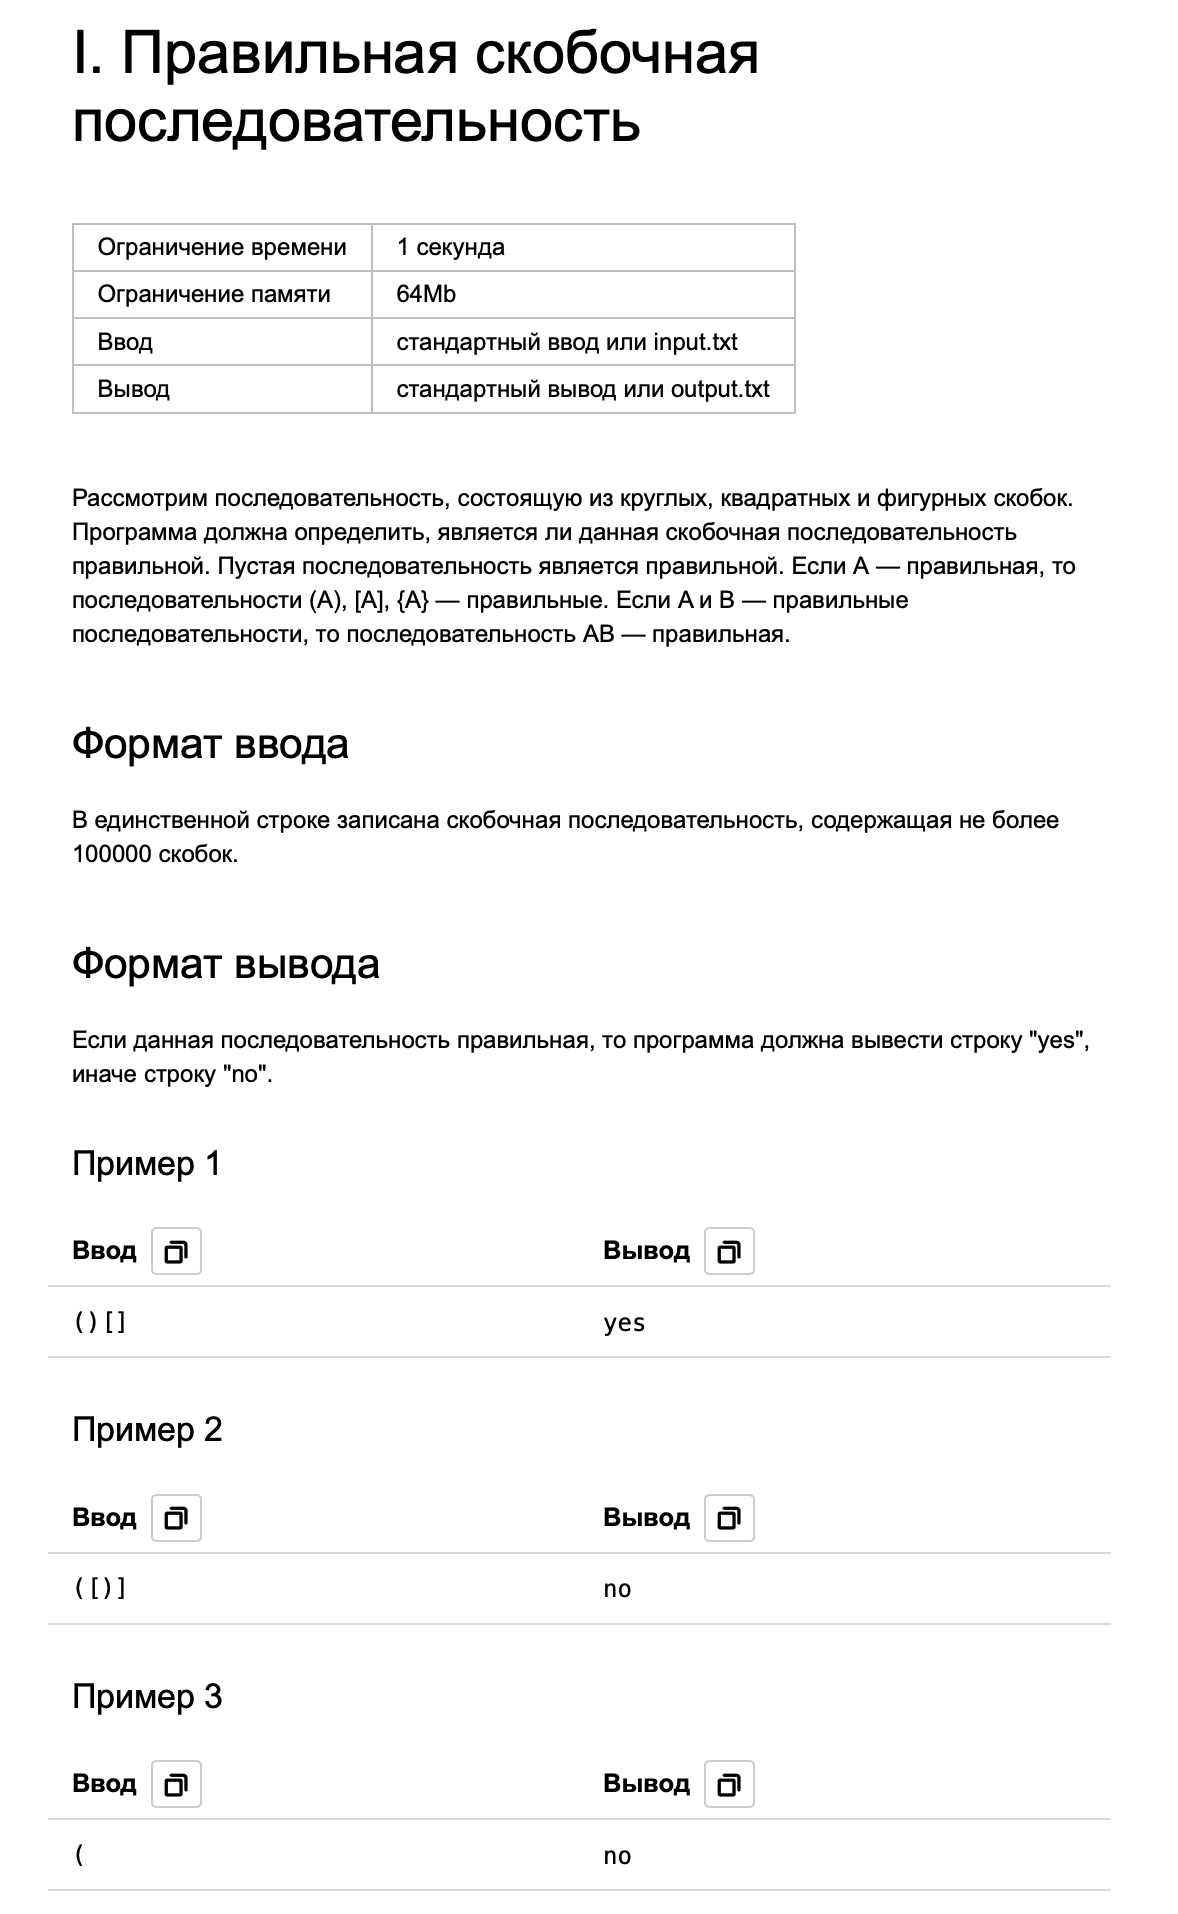 I. Правильная скобочная
последовательность
Ограничение времени 1 секунда
Ограничение памяти 64Mb
Ввод стандартный ввод или input.txt
Вывод стандартный вывод или output.txt
Рассмотрим последовательность, состоящую из круглых, квадратных и фигурных скобок.
Программа должна определить, является ли данная скобочная последовательность
правильной. Пустая последовательность является правильной. Если A — правильная, то
последовательности (A), [A], {A} — правильные. Если A и B — правильные
последовательности, то последовательность AB — правильная.
Формат ввода
В единственной строке записана скобочная последовательность, содержащая не более
100000 скобок.
Формат вывода
Если данная последовательность правильная, то программа должна вывести строку "yes",
иначе строку "no".
Пример 1
Ввод Вывод
()[] yes
Пример 2
Ввод Вывод
([)] no
Пример 3
Ввод Вывод
( no